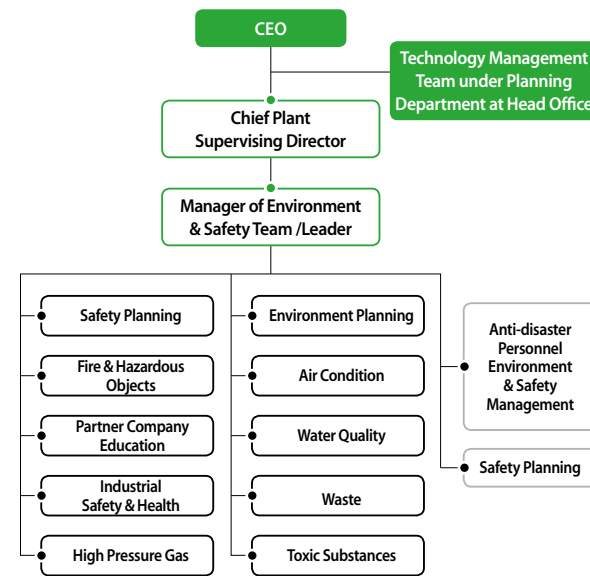 CEO
Technology Management
Team under Planning
Department at Head Office
Chief Plant
Supervising Director
Manager of Environment
& Safety Team /Leader
Safety Planning
Fire & Hazardous
Objects
Partner Company
Education
Industrial
Safety & Health
High Pressure Gas
Environment Planning
Air Condition
Water Quality
Waste
Toxic Substances
Anti-disaster
Personnel
Environment
& Safety
Management
Safety Planning